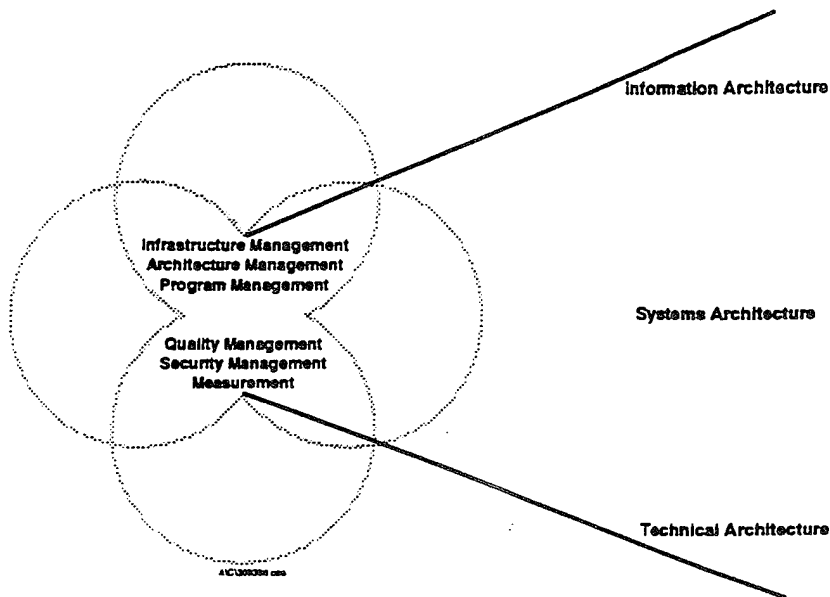 Information Architecture
Infrastructure Management
Architecture Management
Program Management
Systems Architecture
Quality Management
Security Management
Measurement
Technical Architecture